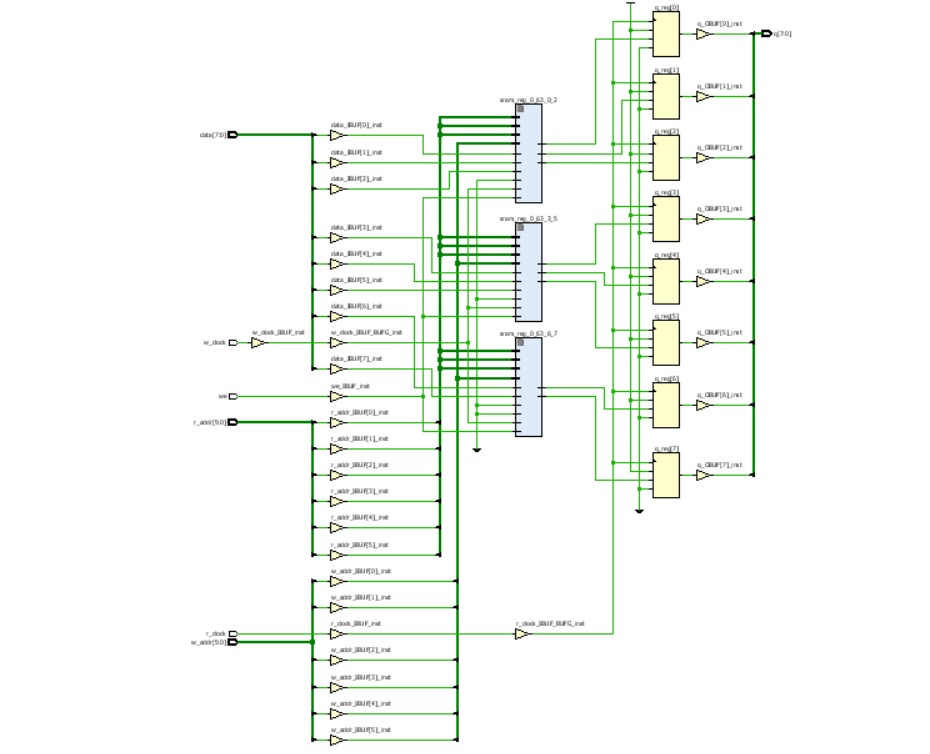 q_reg[0]
q_OBUF[0]_inst
q[7:0]
q_reg[1]
q_OBUF[1]_inst
sram_reg_0_63_0_2
data_IBUF[0]_inst
data[7:0]
q_reg[2]
q_OBUF[2]_inst
data_IBUF[1]_inst
data_IBUF[2]_inst
q_reg[3]
q_OBUF[3]_inst
sram_reg_0_63_3_5
data_IBUF[3]_inst
q_reg[4]
data_IBUF[4]_inst
q_OBUF[4]_inst
data_IBUF[5]_inst
data_IBUF[6]_inst
q_reg[5]
w_clock_IBUF_inst
w_clock_IBUF_BUFG_inst
sram_reg_0_63_6_7
q_OBUF[5]_inst
w_clock
data_IBUF[7]_inst
q_reg[6]
we_IBUF_inst
q_OBUF[6]_inst
we
r_addr_IBUF[0]_inst
r_addr[5:0]
r_addr_IBUF[1]_inst
q_reg[7]
r_addr_IBUF[2]_inst
q_OBUF[7]_inst
r_addr_IBUF[3]_inst
r_addr_IBUF[4]_inst
r_addr_IBUF[5]_inst
w_addr_IBUF[0]_inst
w_addr_IBUF[1]_inst
r_clock_IBUF_inst
r_clock_IBUF_BUFG_inst
r_clock
w_addr[5:0]
w_addr_IBUF[2]_inst
w_addr_IBUF[3]_inst
w_addr_IBUF[4]_inst
w_addr_IBUF[5]_inst